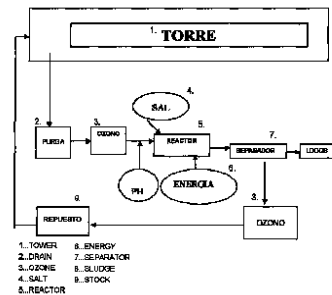 1. TORRE
4.
SAL
2. 3. 5. 7.
PURGA OZONO REACTOR SEPARADOR LODOS
6.
PH ENERGIA
9. 3.
REPUESTO OZONO
1...TOWER 6...ENERGY
2...DRAIN 7...SEPARATOR
3...OZONE 8...SLUDGE
4...SALT 9...STOCK
5...REACTOR